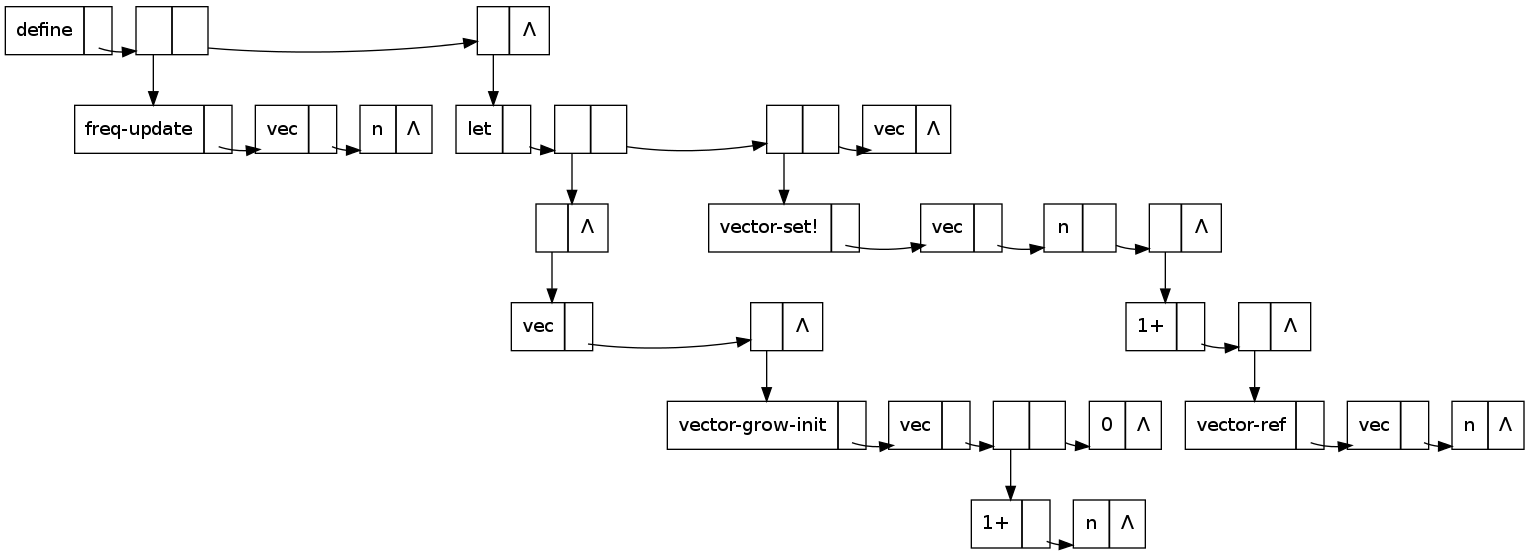 define Λ
freq-update vec n Λ let vec Λ
Λ vector-set! vec n Λ
vec Λ 1+ Λ
vector-grow-init vec 0 Λ vector-ref vec n Λ
1+ n Λ